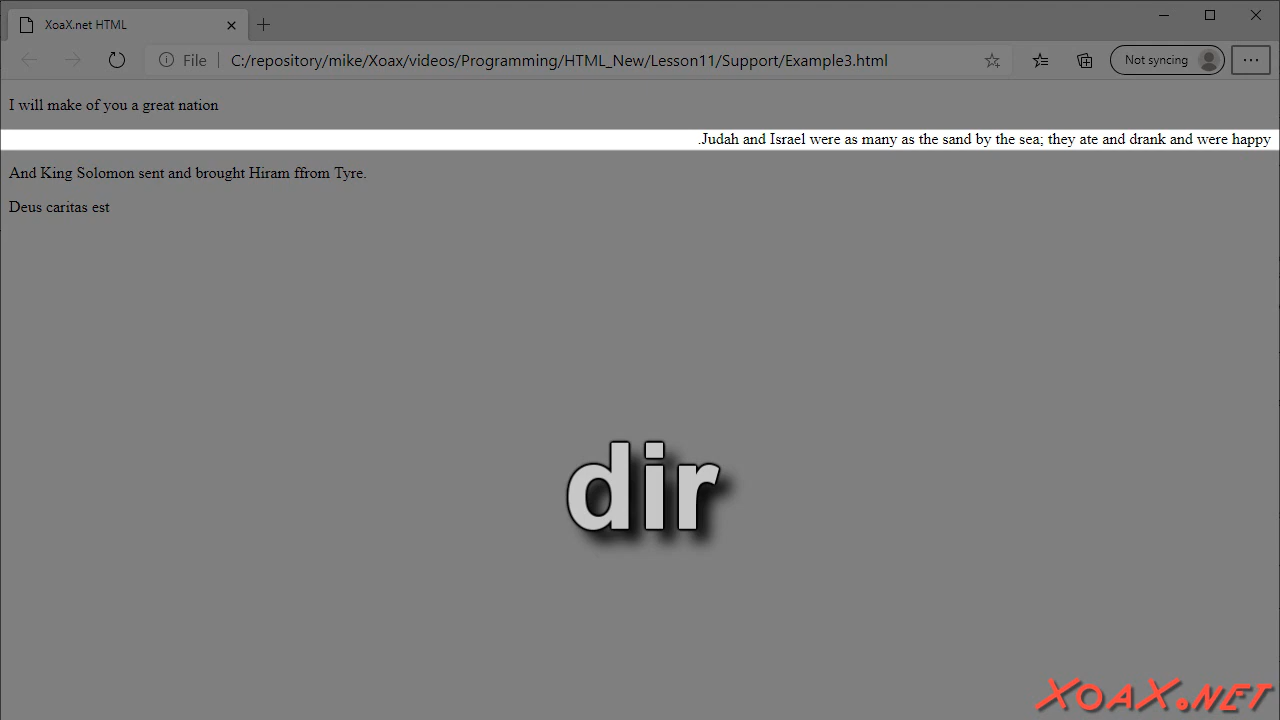 XoaX.net HTML
File
C:/repository/mike/Xoax/videos/Programming/HTML_New/Lesson11/Support/Example3.html
Not syncing
I will make of you a great nation
.Judah and Israel were as many as the sand by the sea; they ate and drank and were happy
And King Solomon sent and brought Hiram ffrom Tyre.
Deus caritas est
dir
XOAX.NET